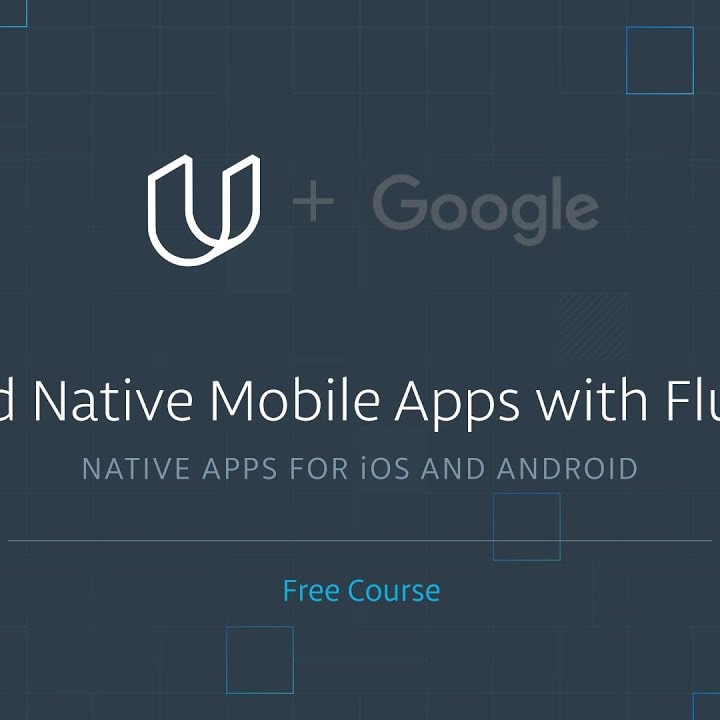 + Google
d Native Mobile Apps with Flu
NATIVE APPS FOR iOS AND ANDROID
Free Course